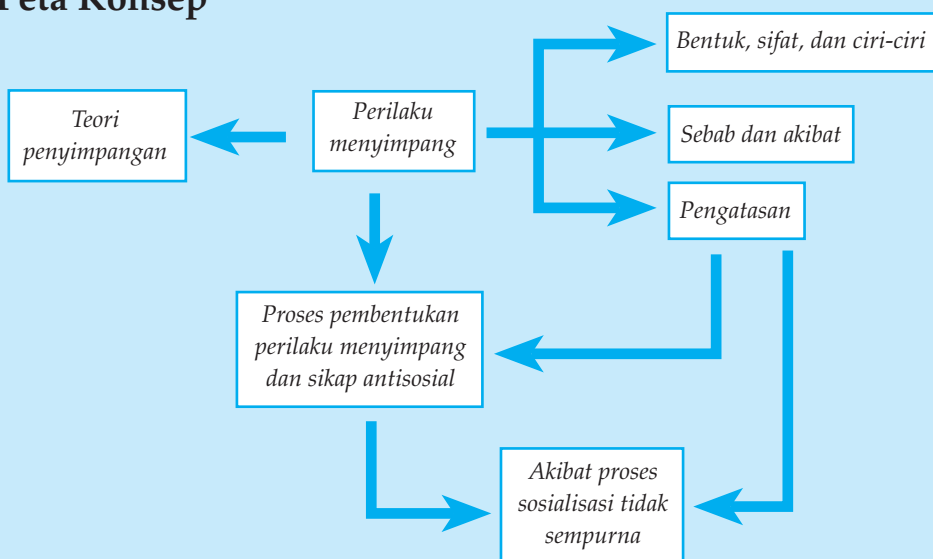 Peta Konsep
Bentuk, sifat, dan ciri-ciri
Teori
penyimpangan
Perilaku
menyimpang
Sebab dan akibat
Pengatasan
Proses pembentukan
perilaku menyimpang
dan sikap antisosial
Akibat proses
sosialisasi tidak
sempurna